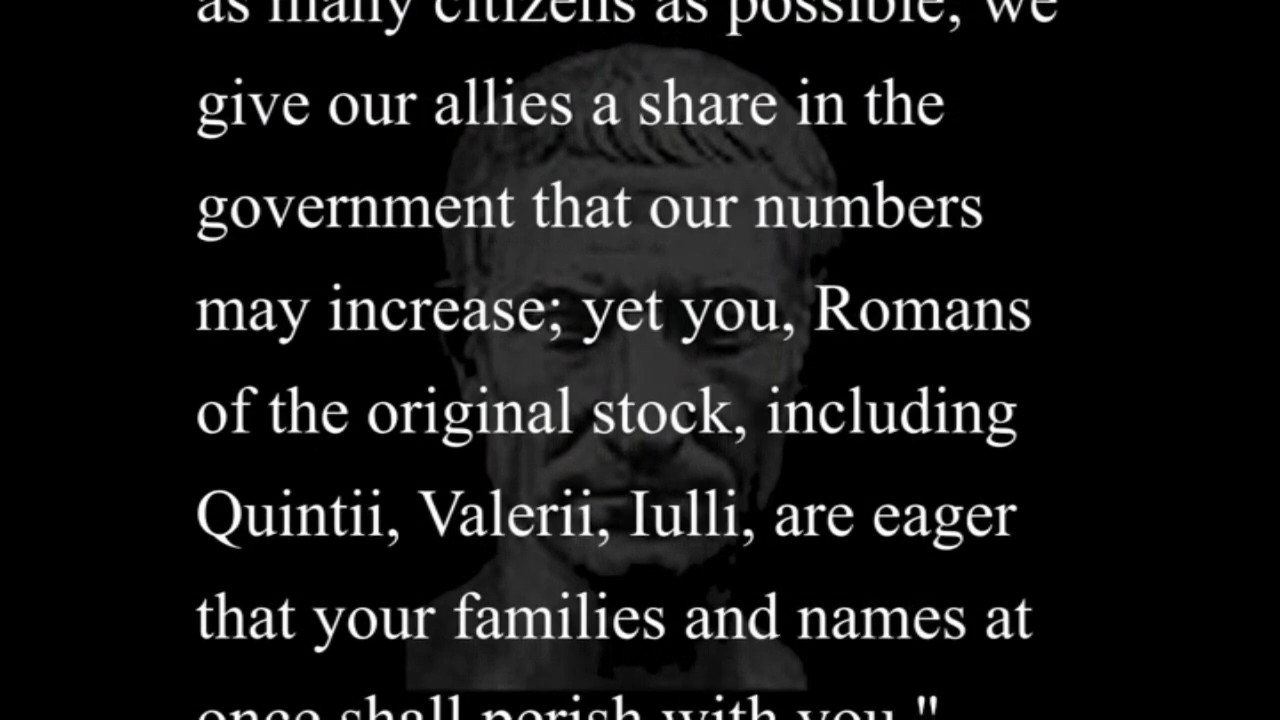 as many citizens as possible, we
give our allies a share in the
government that our numbers
may increase; yet you, Romans
of the original stock, including
Quintii, Valerii, Iulli, are eager
that your families and names at
once shall perish with you."